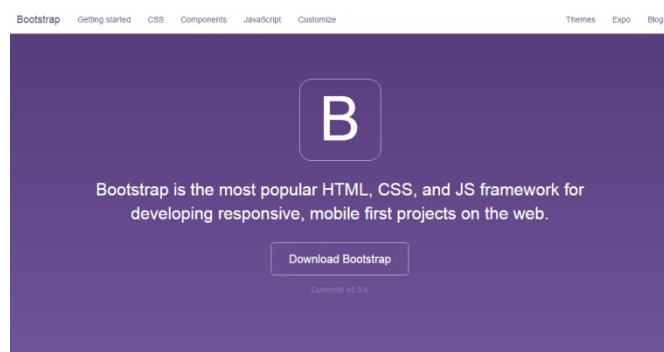 Bootstrap Getting started CSS Components JavaScript Customize Themes Expo Blog
B
Bootstrap is the most popular HTML, CSS, and JS framework for
developing responsive, mobile first projects on the web.
Download Bootstrap
Currently v3.3.6